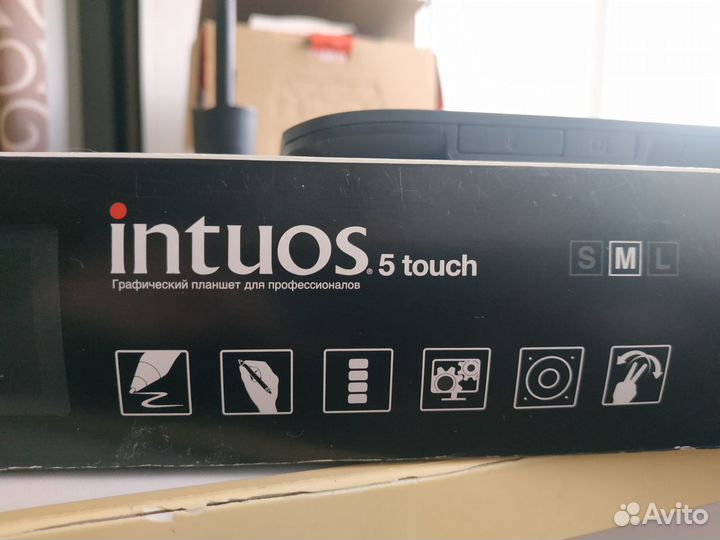 intuos 5 touch
S M L
Графический планшет для профессионалов
Avito